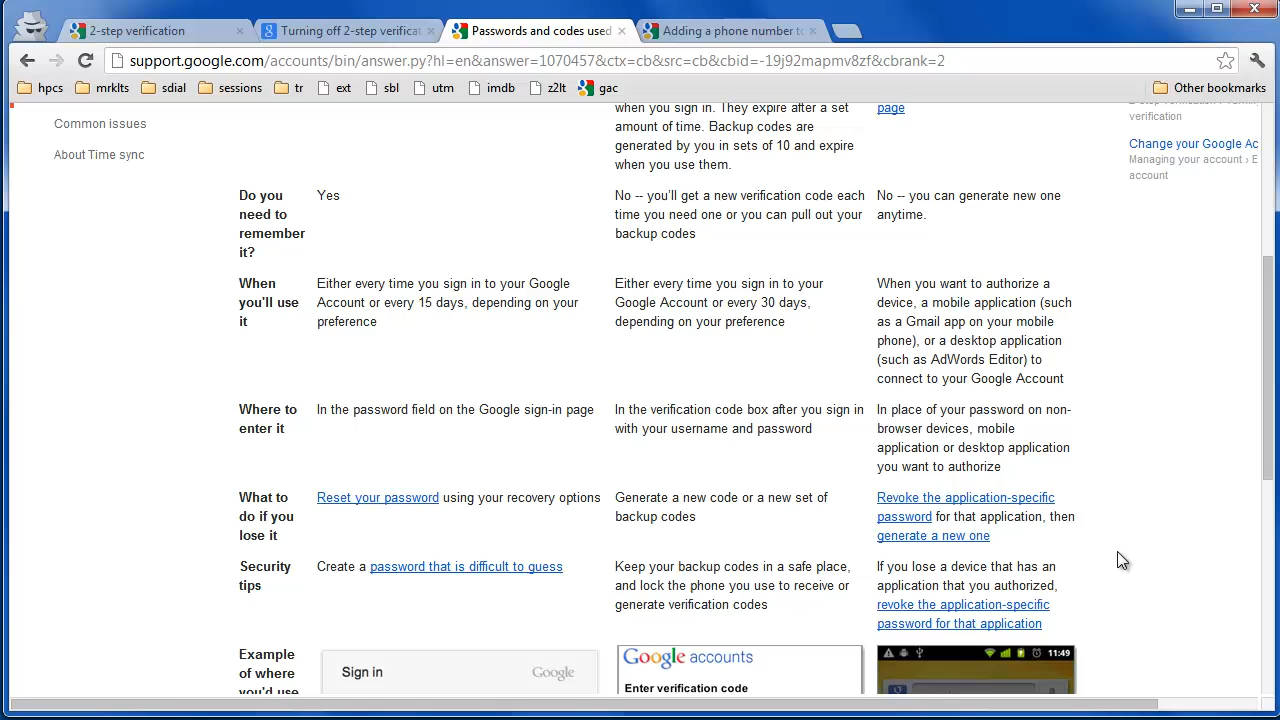 2-step verification
Turning off 2-step verificat
Passwords and codes used
Adding a phone number to
support.google.com/accounts/bin/answer.py?hl=en&answer=1070457&ctx=cb&src=cb&cbid=-19j92mapmv8zf&cbrank=2
hpcs mrklts sdial sessions tr ext sbl utm imdb z2lt gac Other bookmarks
Common issues
About Time sync
when you sign in. They expire after a set
amount of time. Backup codes are
generated by you in sets of 10 and expire
when you use them.
page
verification
Change your Google Ac
Managing your account › E
account
Do you
need to
remember
it?
Yes
No -- you'll get a new verification code each
time you need one or you can pull out your
backup codes
No -- you can generate new one
anytime.
When
you'll use
it
Either every time you sign in to your Google
Account or every 15 days, depending on your
preference
Either every time you sign in to your
Google Account or every 30 days,
depending on your preference
When you want to authorize a
device, a mobile application (such
as a Gmail app on your mobile
phone), or a desktop application
(such as AdWords Editor) to
connect to your Google Account
Where to
enter it
In the password field on the Google sign-in page
In the verification code box after you sign in
with your username and password
In place of your password on non-
browser devices, mobile
application or desktop application
you want to authorize
What to
do if you
lose it
Reset your password using your recovery options
Generate a new code or a new set of
backup codes
Revoke the application-specific
password for that application, then
generate a new one
Security
tips
Create a password that is difficult to guess
Keep your backup codes in a safe place,
and lock the phone you use to receive or
generate verification codes
If you lose a device that has an
application that you authorized,
revoke the application-specific
password for that application
Example
of where
you'd use
Sign in Google
Google accounts
Enter verification code
11:49